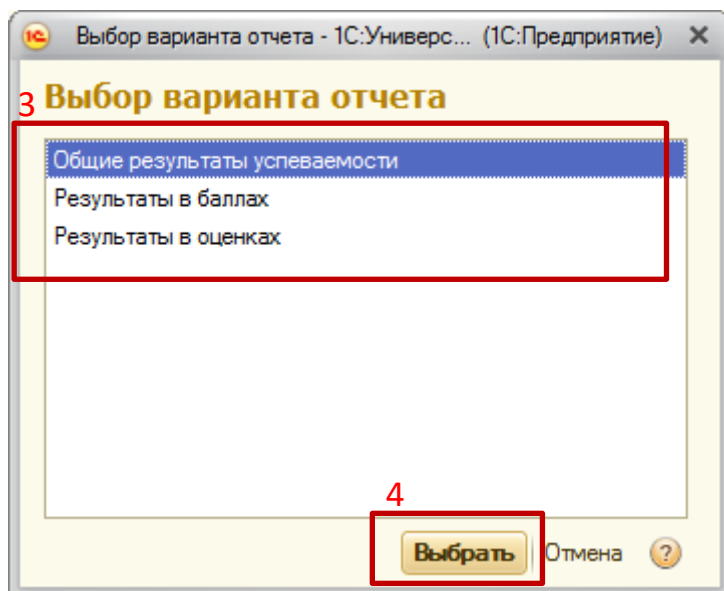 1С Выбор варианта отчета - 1С:Универс... (1С:Предприятие)
3 Выбор варианта отчета
Общие результаты успеваемости
Результаты в баллах
Результаты в оценках
4
Выбрать Отмена ?